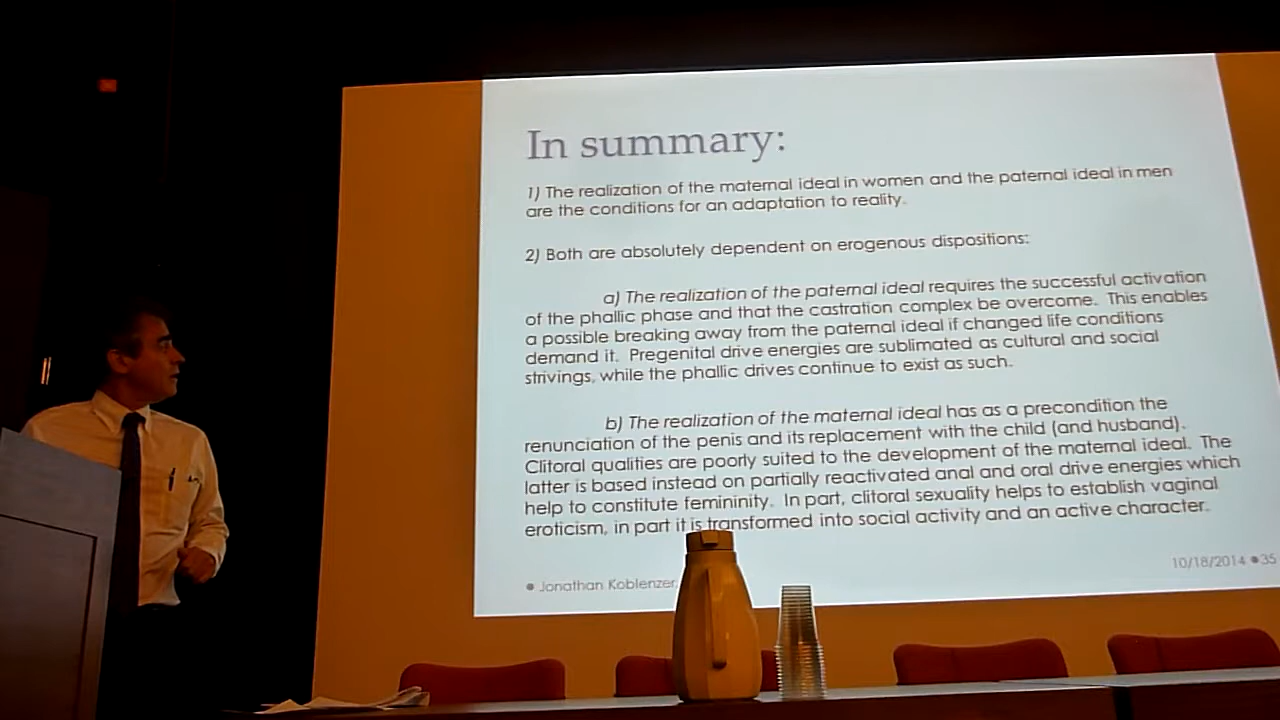 In summary:
1) The realization of the maternal ideal in women and the paternal ideal in men
are the conditions for an adaptation to reality.
2) Both are absolutely dependent on erogenous dispositions:
a) The realization of the paternal ideal requires the successful activation
of the phallic phase and that the castration complex be overcome. This enables
a possible breaking away from the paternal ideal if changed life conditions
demand it. Pregenital drive energies are sublimated as cultural and social
strivings, while the phallic drives continue to exist as such.
b) The realization of the maternal ideal has as a precondition the
renunciation of the penis and its replacement with the child (and husband).
Clitoral qualities are poorly suited to the development of the maternal ideal. The
latter is based instead on partially reactivated anal and oral drive energies which
help to constitute femininity. In part, clitoral sexuality helps to establish vaginal
eroticism, in part it is transformed into social activity and an active character.
• Jonathan Koblenzer
10/18/2014 • 35